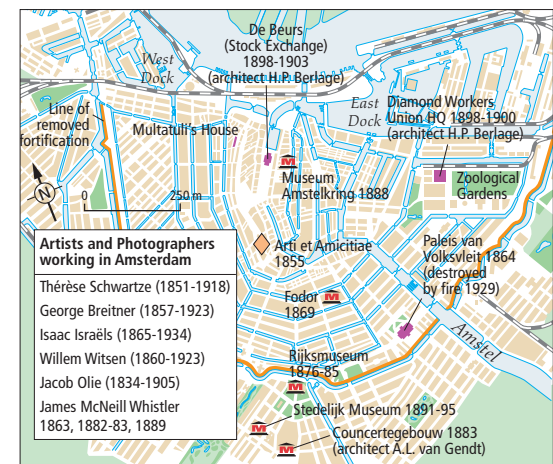 De Beurs
(Stock Exchange)
1898-1903
(architect H.P. Berlage)
West
Dock
East
Dock
Diamond Workers
Union HQ 1898-1900
(architect H.P. Berlage)
Line of
removed
fortification
Multatuli's House
Museum
Amstelkring 1888
Zoological
Gardens
N
0 250 m
Arti et Amicitiae
1855
Paleis van
Volksvleit 1864
(destroyed
by fire 1929)
Fodor
1869
Amstel
Rijksmuseum
1876-85
Stedelijk Museum 1891-95
Councertegebouw 1883
(architect A.L. van Gendt)
Artists and Photographers
working in Amsterdam
Thérèse Schwartze (1851-1918)
George Breitner (1857-1923)
Isaac Israëls (1865-1934)
Willem Witsen (1860-1923)
Jacob Olie (1834-1905)
James McNeill Whistler
1863, 1882-83, 1889